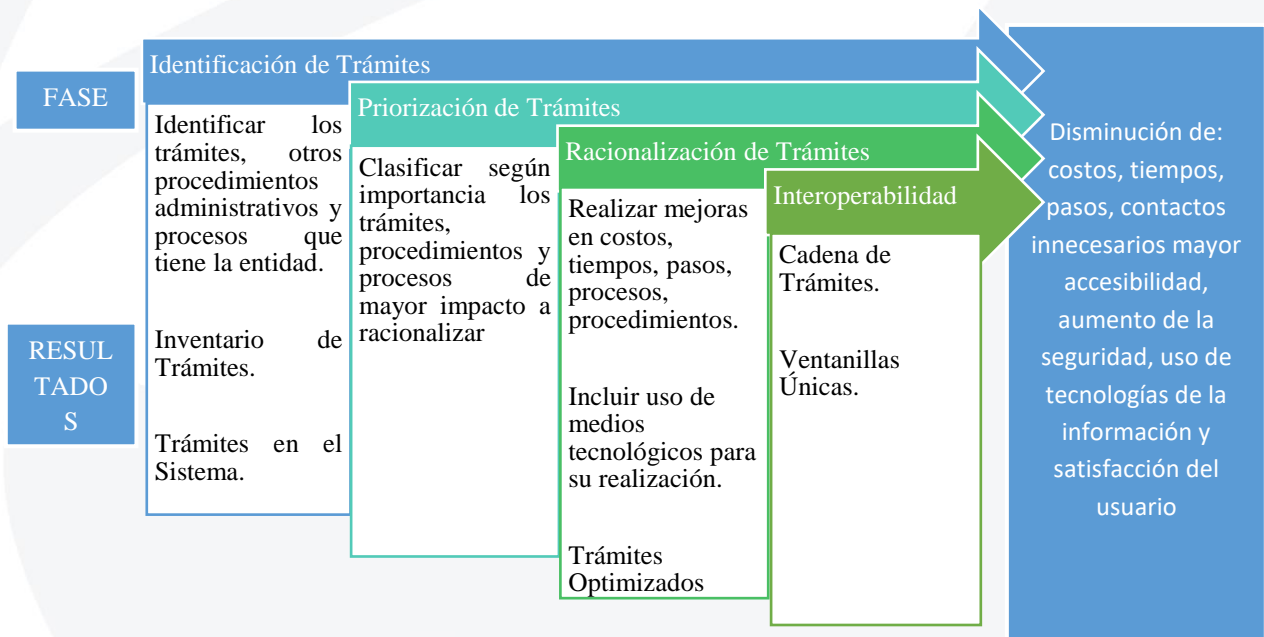 FASE
RESUL
TADO
S
Identificación de Trámites
Identificar los
trámites, otros
procedimientos
administrativos y
procesos que
tiene la entidad.
Inventario de
Trámites.
Trámites en el
Sistema.
Priorización de Trámites
Clasificar según
importancia los
trámites,
procedimientos y
procesos de
mayor impacto a
racionalizar
Racionalización de Trámites
Realizar mejoras
en costos,
tiempos, pasos,
procesos,
procedimientos.
Incluir uso de
medios
tecnológicos para
su realización.
Trámites
Optimizados
Interoperabilidad
Cadena de
Trámites.
Ventanillas
Únicas.
Disminución de:
costos, tiempos,
pasos, contactos
innecesarios mayor
accesibilidad,
aumento de la
seguridad, uso de
tecnologías de la
información y
satisfacción del
usuario